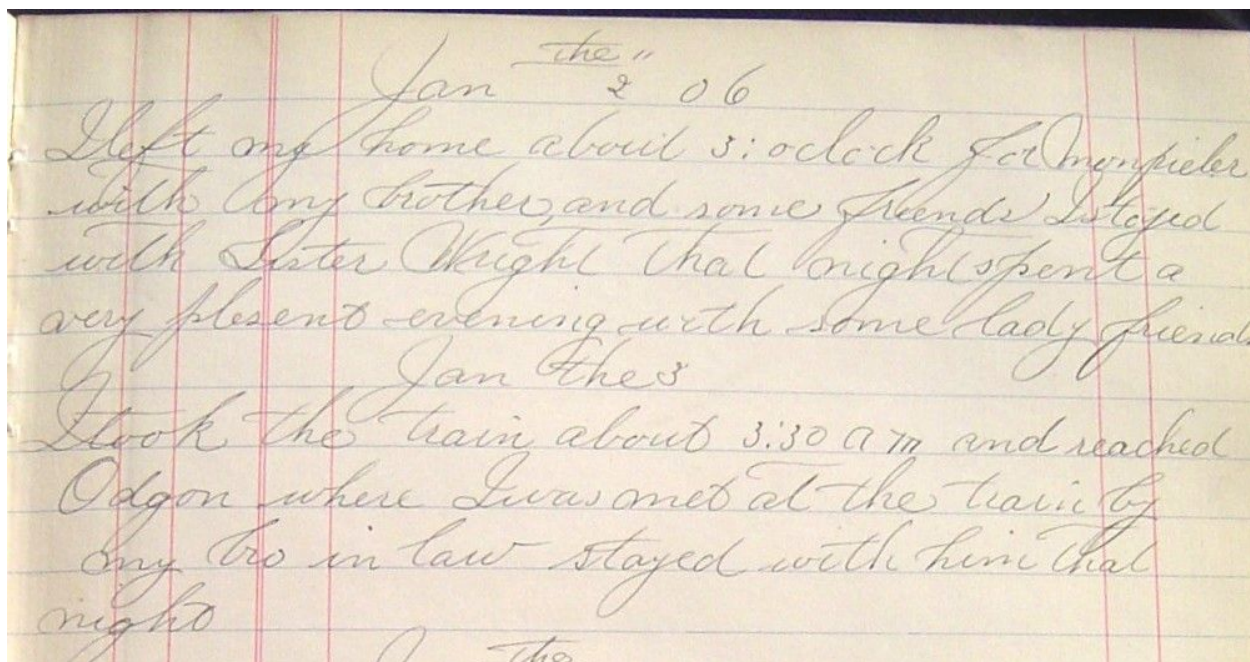 Jan the 2" 06
I left my home about 3:oclock for Monpieler
with my brother, and some friends I stayed
with Sister Wright that night spent a
very plesent evening with some lady friends
Jan the 3
I took the train about 3:30 a m and reached
Odgon where I was met at the train by
my bro in law stayed with him that
night
the